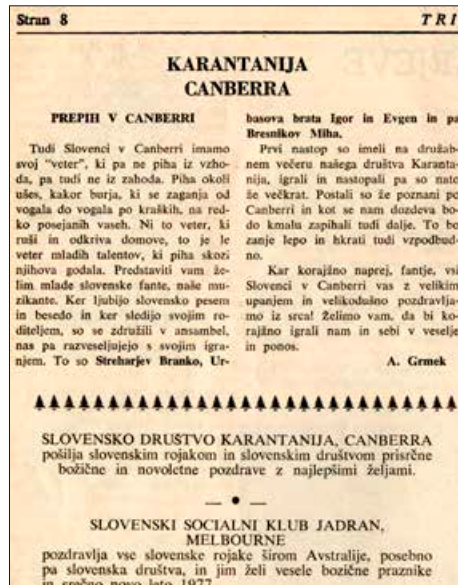 Stran 8
TRI
KARANTANIJA
CANBERRA
PREPIH V CANBERRI
Tudi Slovenci v Canberri imamo
svoj "veter", ki pa ne piha iz vzho-
da, pa tudi ne iz zahoda. Piha okoli
ušes, kakor burja, ki se zaganja od
vogala do vogala po kraških, na red-
ko posejanih vaseh. Ni to veter, ki
ruši in odkriva domove, to je le
veter mladih talentov, ki piha skozi
njihova godala. Predstaviti vam že-
lim mlade slovenske fante, naše mu-
zikante. Ker ljubijo slovensko pesem
in besedo in ker sledijo svojim ro-
diteljem, so se združili v ansambel,
nas pa razveseljujejo s svojim igra-
njem. To so Streharjev Branko, Ur-
basova brata Igor in Evgen in pa
Bresnikov Miha.
Prvi nastop so imeli na družab-
nem večeru našega društva Karanta-
nija, igrali in nastopali pa so nato
že večkrat. Postali so že poznani po
Canberri in kot se nam dozdeva bo-
do kmalu zapihali tudi dalje. To bo
zanje lepo in hkrati tudi vzpodbud-
no.
Kar korajžno naprej, fantje, vsi
Slovenci v Canberri vas z velikim
upanjem in velikodušno pozdravlja-
mo iz srca! Želimo vam, da bi ko-
rajžno igrali nam in sebi v veselje
in ponos.
A. Grmek
SLOVENSKO DRUŠTVO KARANTANIJA, CANBERRA
pošilja slovenskim rojakom in slovenskim društvom prisrčne
božične in novoletne pozdrave z najlepšimi željami.
SLOVENSKI SOCIALNI KLUB JADRAN,
MELBOURNE
pozdravlja vse slovenske rojake širom Avstralije, posebno
pa slovenska društva, in jim želi vesele božične praznike
in srečno novo leto 1977